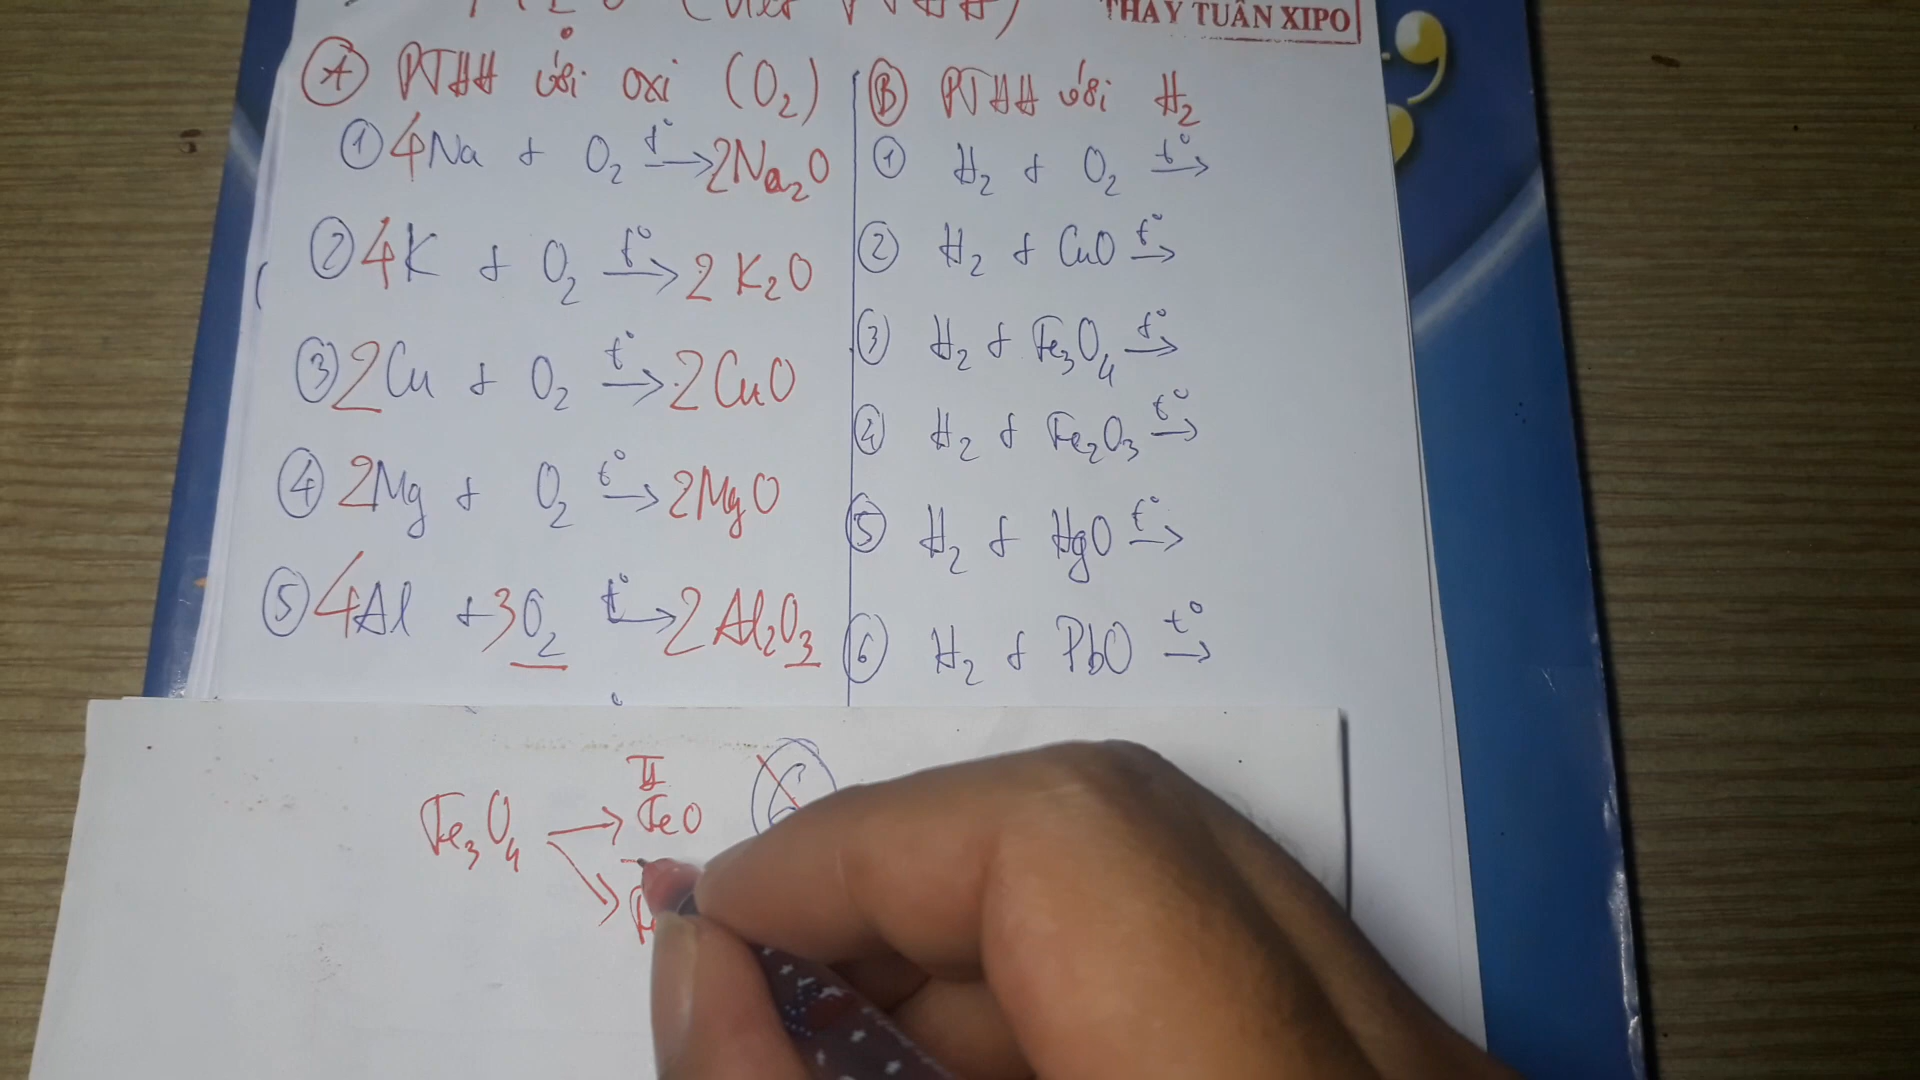 THẦY TUẤN XIPO
A PTHH với oxi (O2)
1 4Na + O2 t° → 2Na2O
2 4K + O2 t° → 2K2O
3 2Cu + O2 t° → 2CuO
4 2Mg + O2 t° → 2MgO
5 4Al + 3O2 t° → 2Al2O3
B PTHH với H2
1 H2 + O2 t° →
2 H2 + CuO t° →
3 H2 + Fe3O4 t° →
4 H2 + Fe2O3 t° →
5 H2 + HgO t° →
6 H2 + PbO t° →
II
Fe3O4 → FeO